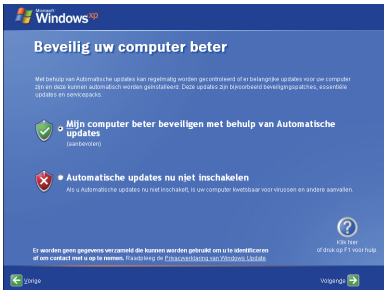 Microsoft
Windows xp
Beveilig uw computer beter
Met behulp van Automatische updates kan regelmatig worden gecontroleerd of er belangrijke updates voor uw computer
zijn en deze kunnen automatisch worden geïnstalleerd. Deze updates zijn bijvoorbeeld beveiligingspatches, essentiële
updates en servicepacks.
Mijn computer beter beveiligen met behulp van Automatische
updates
(aanbevolen)
Automatische updates nu niet inschakelen
Als u Automatische updates nu niet inschakelt, is uw computer kwetsbaar voor virussen en andere aanvallen.
Klik hier
of druk op F1 voor hulp.
Er worden geen gegevens verzameld die kunnen worden gebruikt om u te identificeren
of om contact met u op te nemen. Raadpleeg de Privacyverklaring van Windows Update
Vorige
Volgende